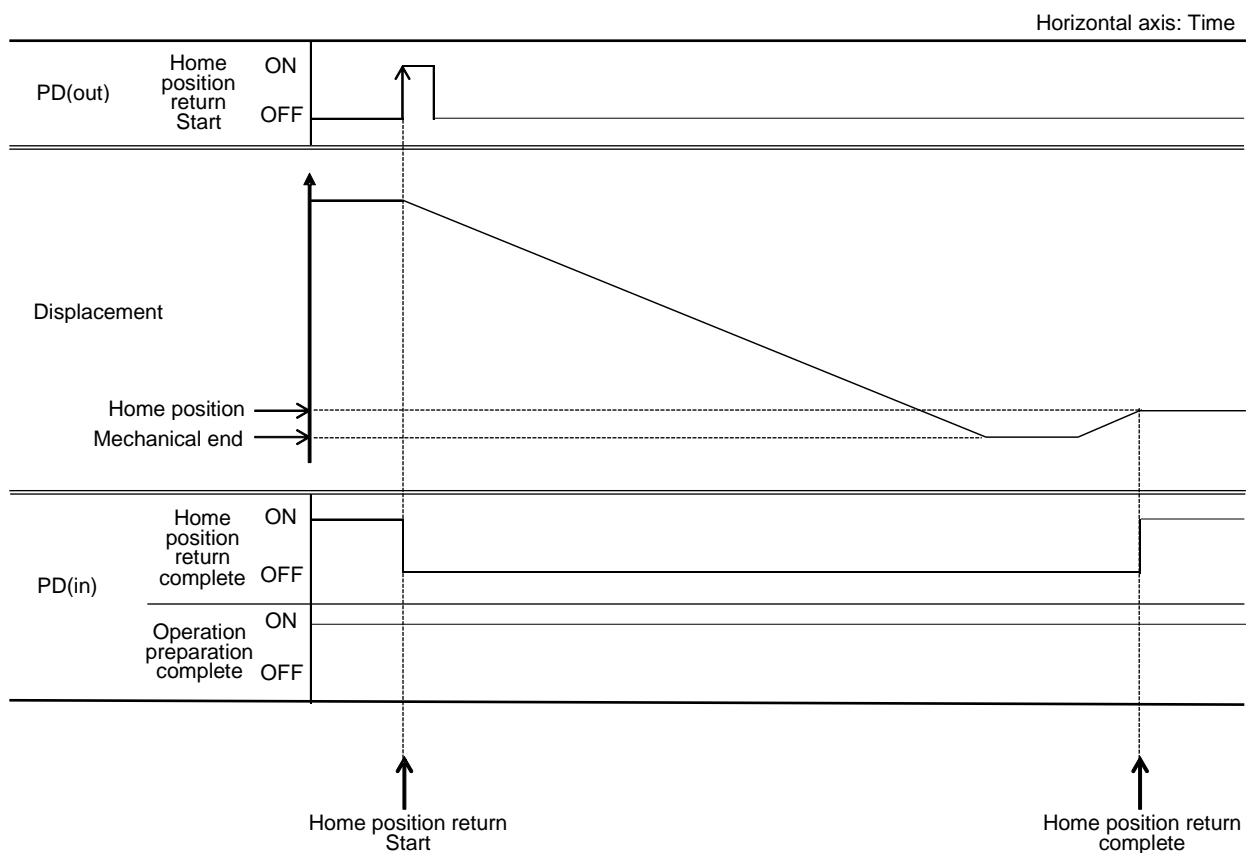 Horizontal axis: Time
PD(out)
Home
position
return
Start
ON
OFF
Displacement
Home position
Mechanical end
PD(in)
Home
position
return
complete
ON
OFF
Operation
preparation
complete
ON
OFF
Home position return
Start
Home position return
complete